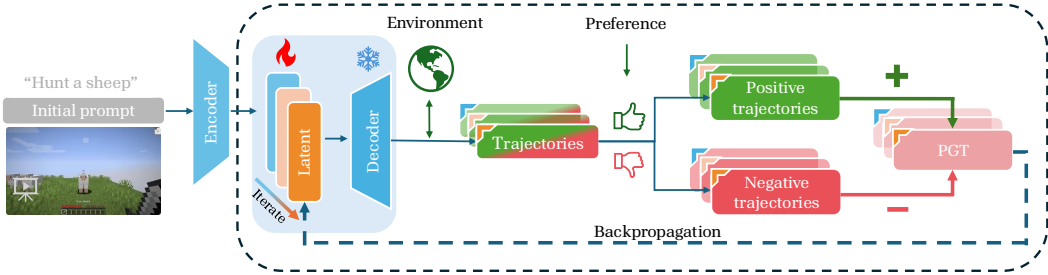 Environment
Preference
“Hunt a sheep”
Initial prompt
Encoder
Latent
Decoder
Iterate
Trajectories
Positive
trajectories
Negative
trajectories
+
−
PGT
Backpropagation